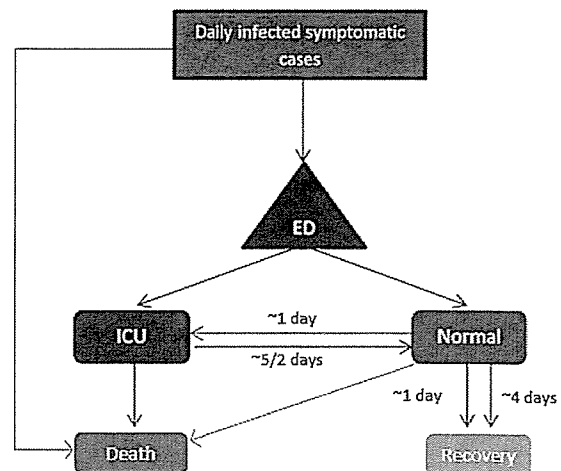 Daily infected symptomatic
cases
ED
~1 day
ICU
Normal
~5/2 days
~1 day
~4 days
Death
Recovery